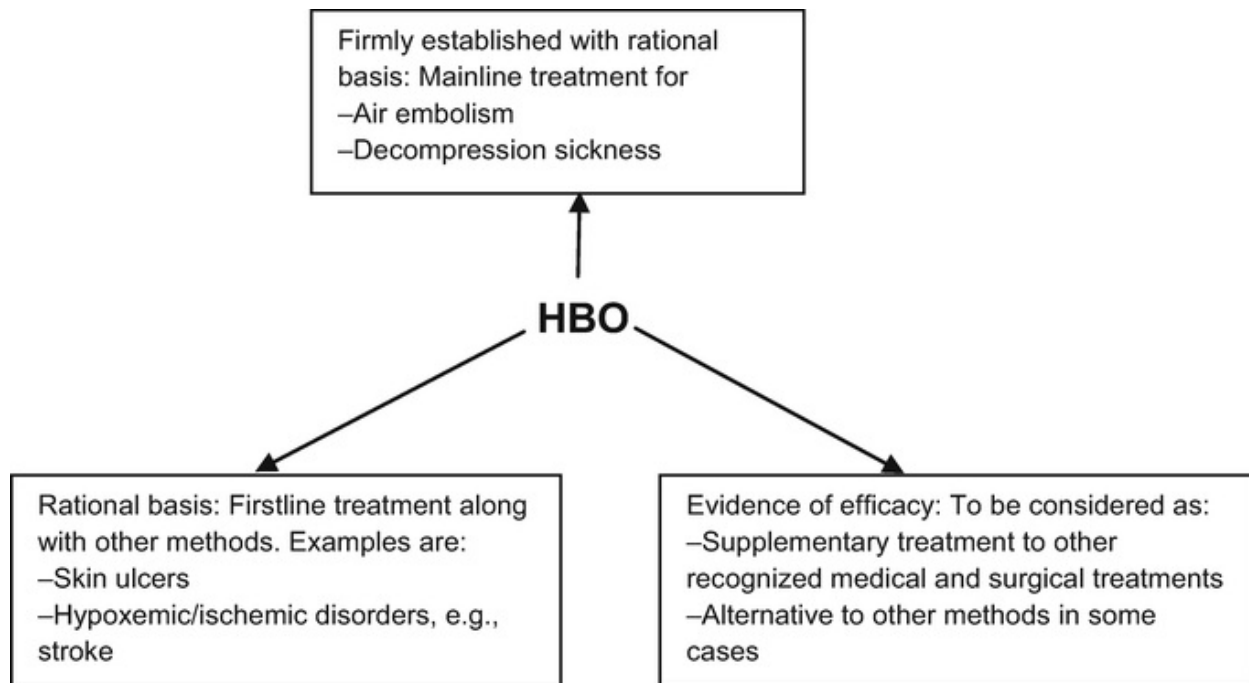 Firmly established with rational
basis: Mainline treatment for
–Air embolism
–Decompression sickness
HBO
Rational basis: Firstline treatment along
with other methods. Examples are:
–Skin ulcers
–Hypoxemic/ischemic disorders, e.g.,
stroke
Evidence of efficacy: To be considered as:
–Supplementary treatment to other
recognized medical and surgical treatments
–Alternative to other methods in some
cases